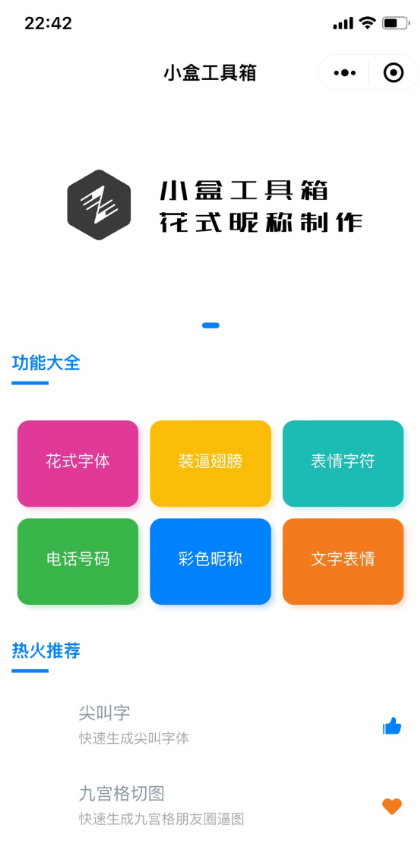 22:42
小盒工具箱
小盒工具箱
花式昵称制作
功能大全
花式字体
装逼翅膀
表情字符
电话号码
彩色昵称
文字表情
热火推荐
尖叫字
快速生成尖叫字体
九宫格切图
快速生成九宫格朋友圈逼图